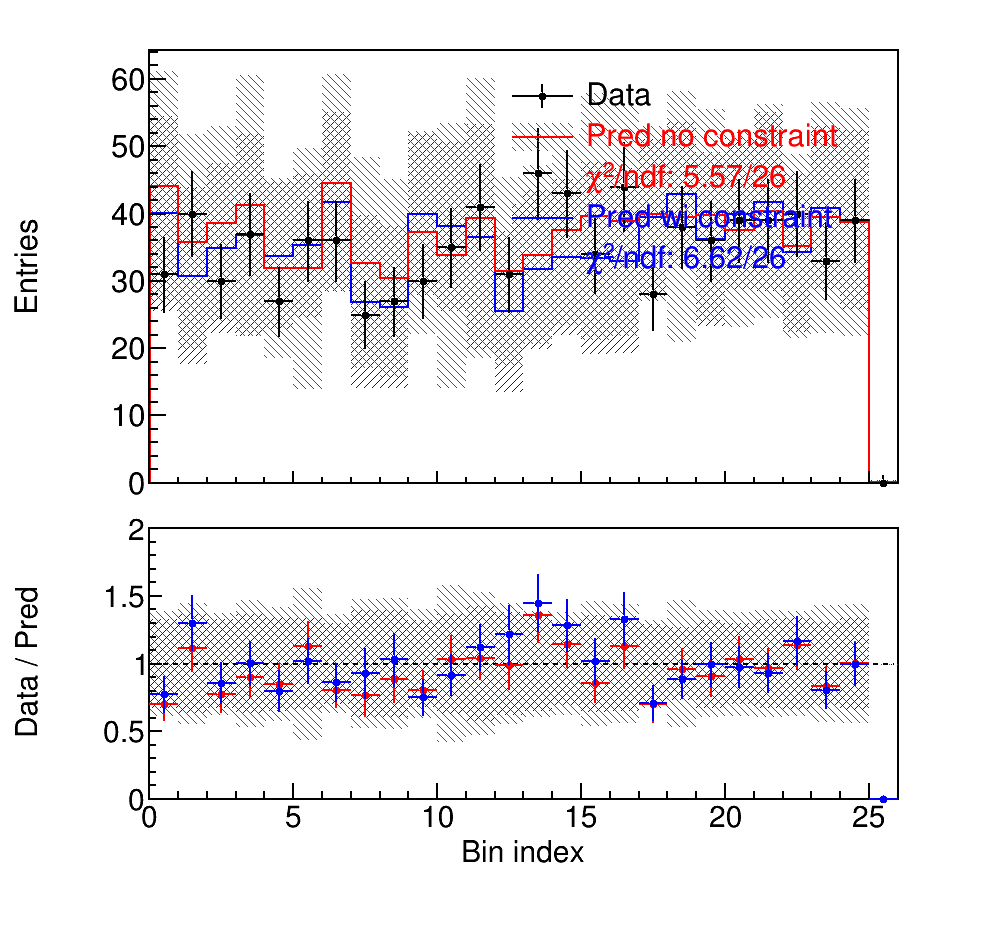 60
50
40
30
20
10
0
Entries
Data
Pred no constraint
χ²/ndf: 5.57/26
Pred wi constraint
χ²/ndf: 6.62/26
2
1.5
1
0.5
0
Data / Pred
0 5 10 15 20 25
Bin index